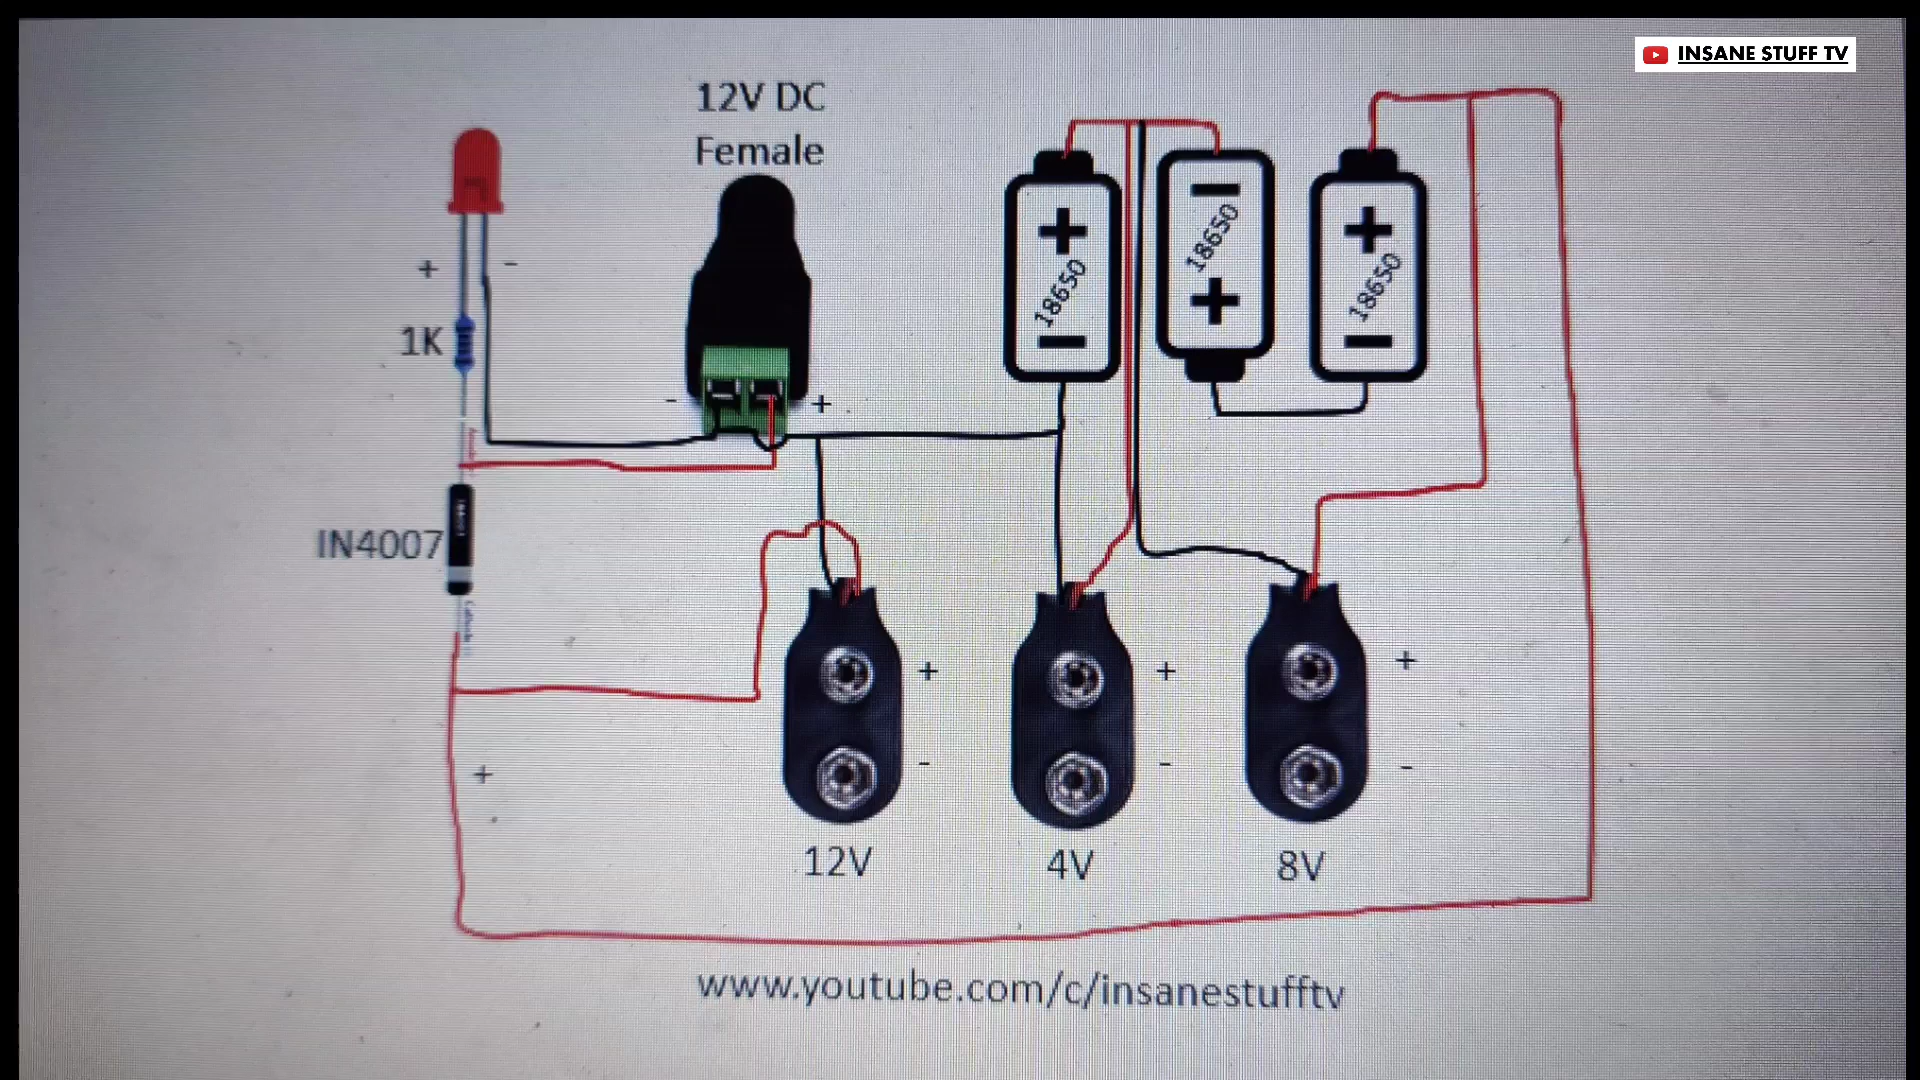 INSANE STUFF TV
12V DC
Female
+
-
1K
-
+
+
18650
-
-
18650
+
+
18650
-
IN4007
+
-
+
-
+
-
+
12V
4V
8V
www.youtube.com/c/insanestufftv